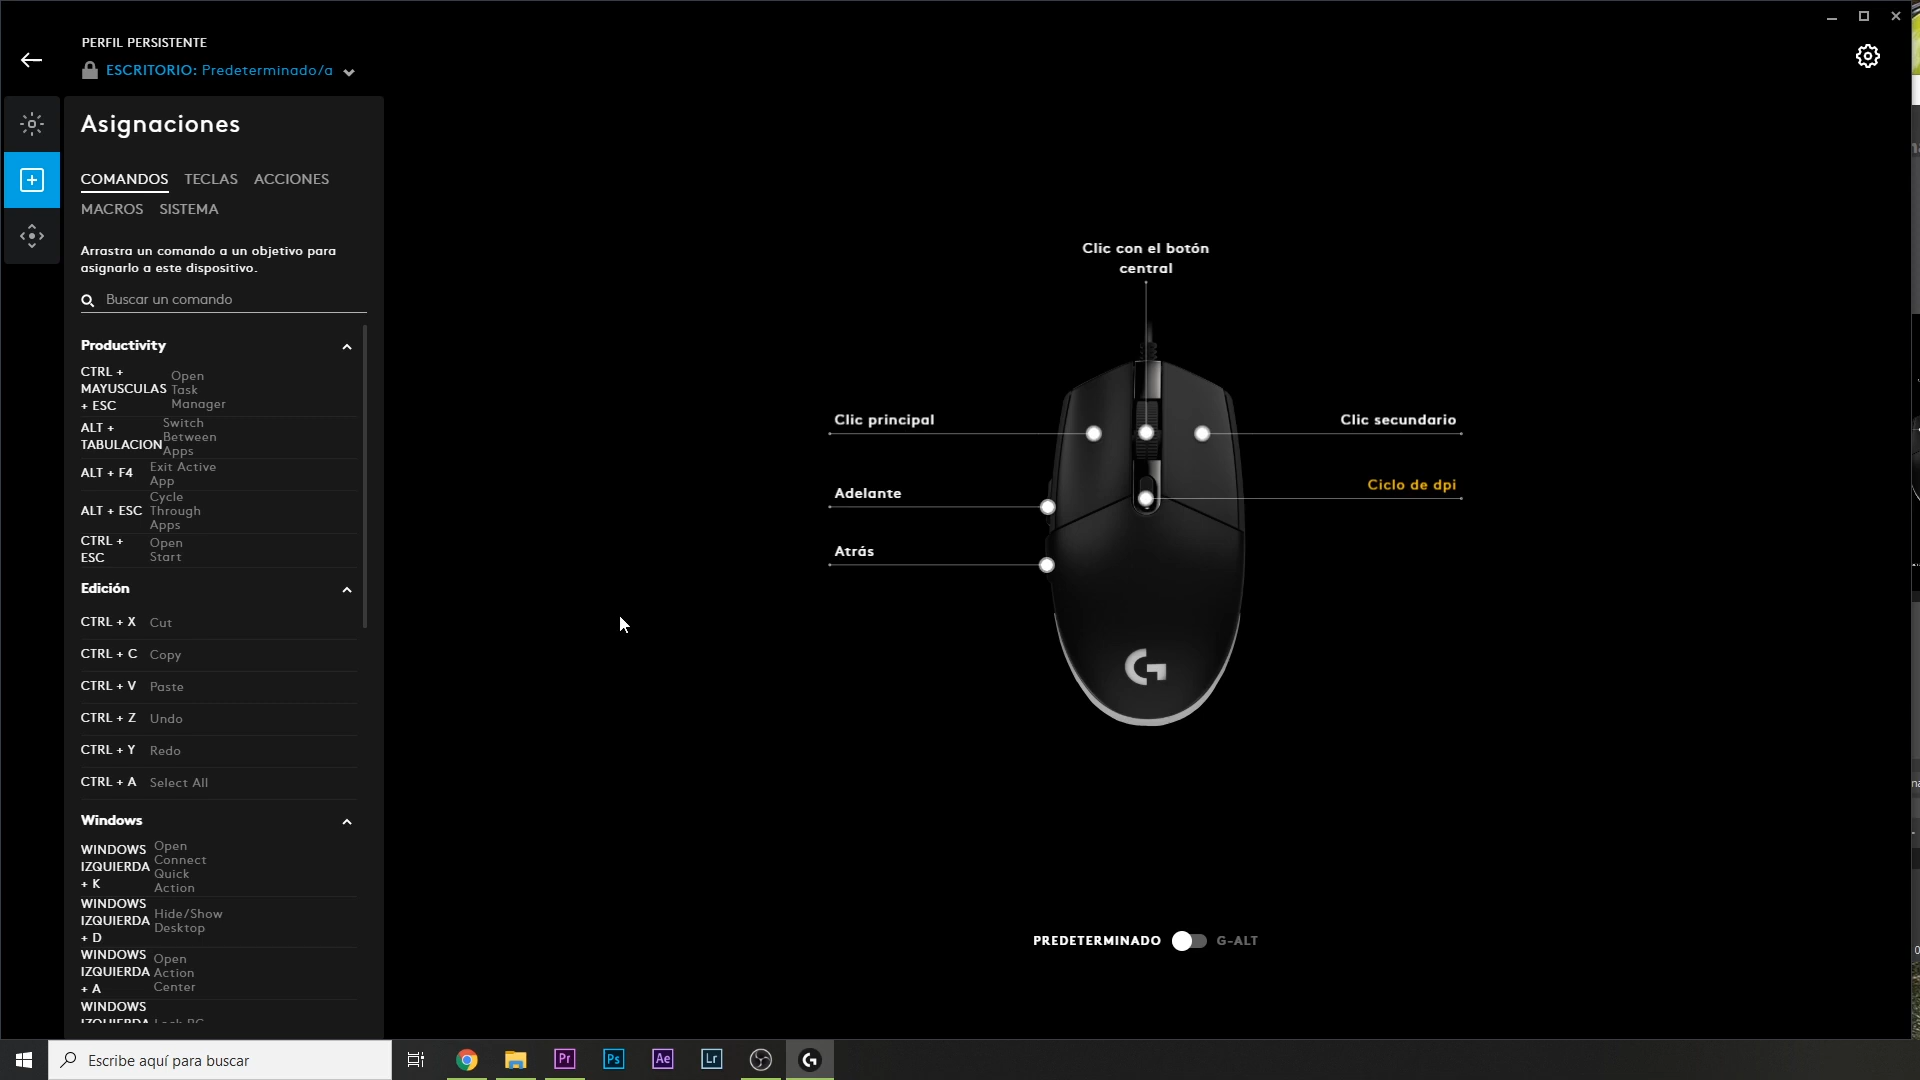 PERFIL PERSISTENTE
ESCRITORIO: Predeterminado/a
Asignaciones
COMANDOS TECLAS ACCIONES
MACROS SISTEMA
Arrastra un comando a un objetivo para
asignarlo a este dispositivo.
Buscar un comando
Productivity
CTRL +
MAYUSCULAS
+ ESC
Open
Task
Manager
ALT +
TABULACION
Switch
Between
Apps
ALT + F4
Exit Active
App
ALT + ESC
Cycle
Through
Apps
CTRL +
ESC
Open
Start
Edición
CTRL + X Cut
CTRL + C Copy
CTRL + V Paste
CTRL + Z Undo
CTRL + Y Redo
CTRL + A Select All
Windows
WINDOWS
IZQUIERDA
+ K
Open
Connect
Quick
Action
WINDOWS
IZQUIERDA
+ D
Hide/Show
Desktop
WINDOWS
IZQUIERDA
+ A
Open
Action
Center
WINDOWS
Clic con el botón
central
Clic principal
Clic secundario
Adelante
Ciclo de dpi
Atrás
PREDETERMINADO G-ALT
Escribe aquí para buscar
Pr Ps Ae Lr